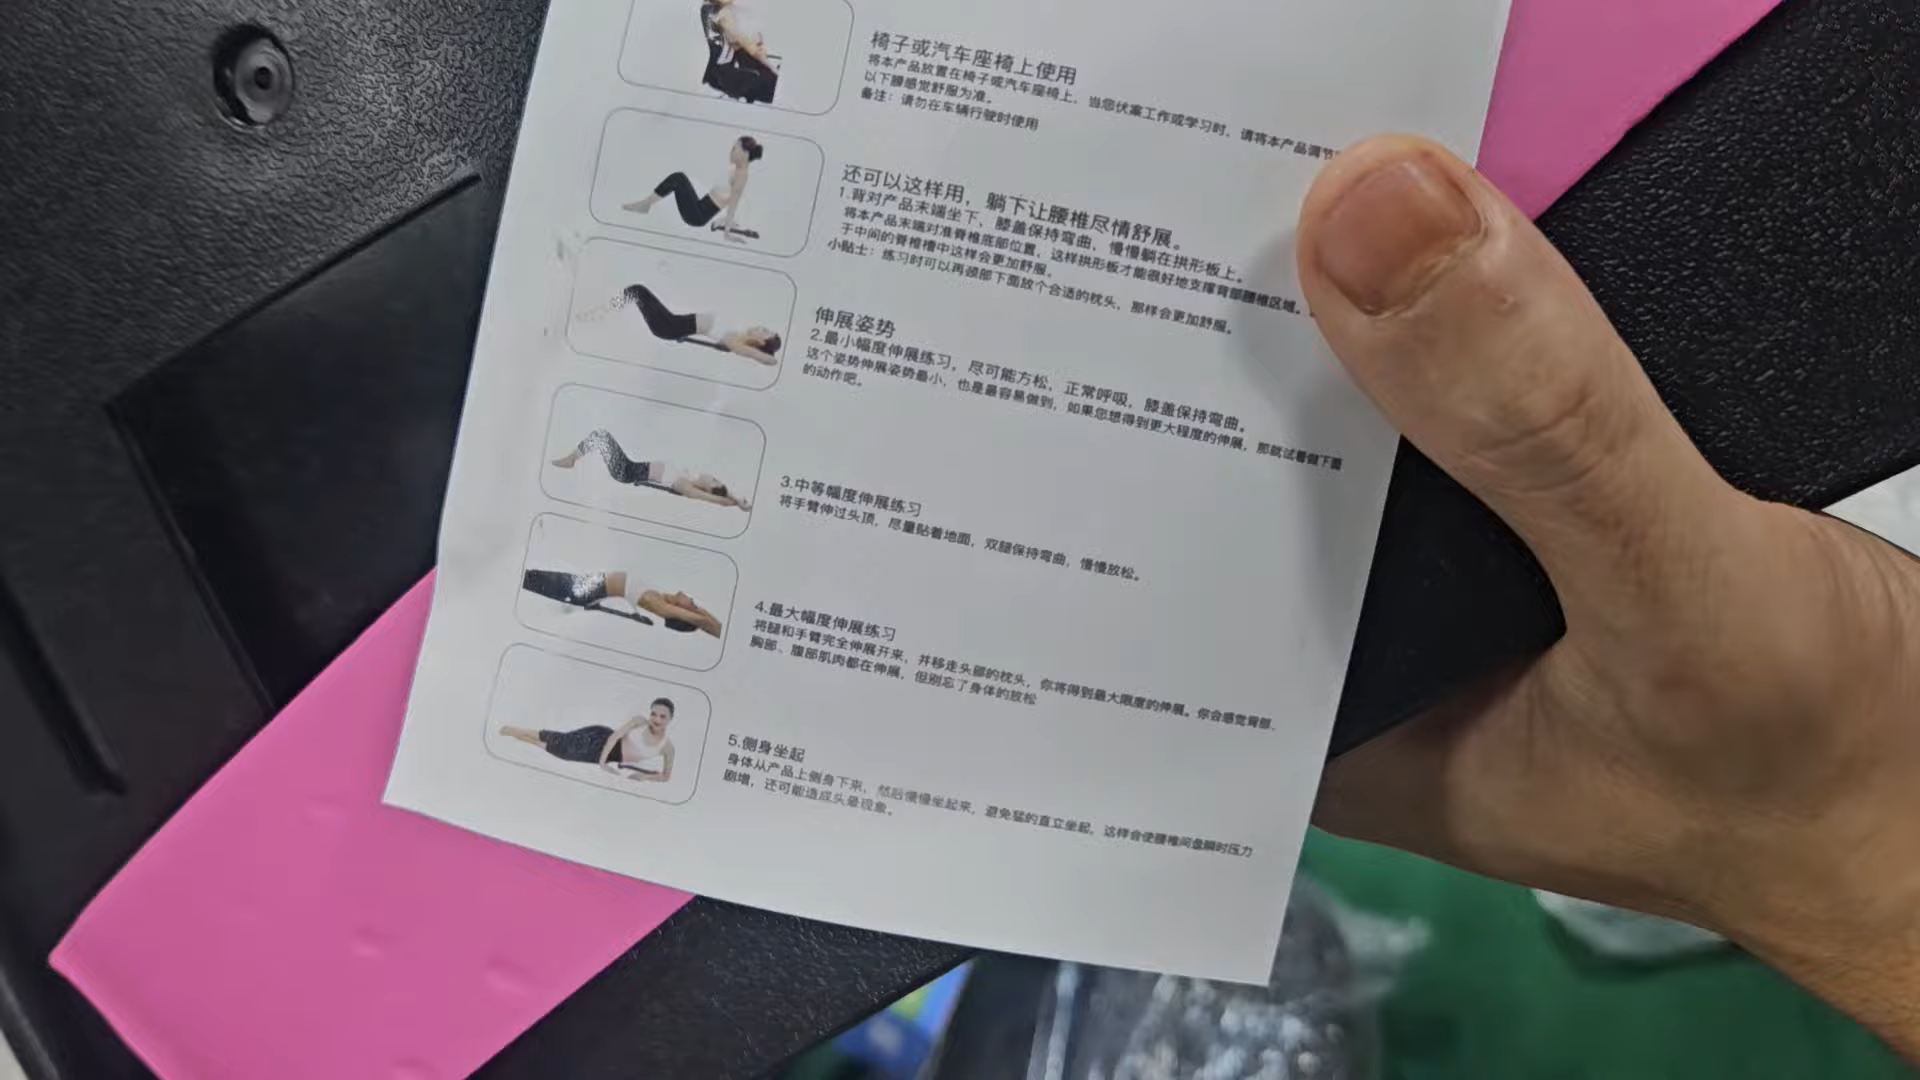 椅子或汽车座椅上使用
将本产品放置在椅子或汽车座椅上，当您伏案工作或学习时，请将本产品调节
以下腰感觉舒服为准。
备注：请勿在车辆行驶时使用
还可以这样用，躺下让腰椎尽情舒展。
1.背对产品末端坐下，膝盖保持弯曲，慢慢躺在拱形板上。
将本产品末端对准脊椎底部位置，这样拱形板才能很好地支撑背部腰椎区域。
于中间的脊椎槽中这样会更加舒服。
小贴士：练习时可以再颈部下面放个合适的枕头，那样会更加舒服。
伸展姿势
2.最小幅度伸展练习，尽可能方松，正常呼吸，膝盖保持弯曲。
这个姿势伸展姿势最小，也是最容易做到，如果您想得到更大程度的伸展，那就试着做下面
的动作吧。
3.中等幅度伸展练习
将手臂伸过头顶，尽量贴着地面，双腿保持弯曲，慢慢放松。
4.最大幅度伸展练习
将腿和手臂完全伸展开来，并移走头部的枕头，你将得到最大限度的伸展。你会感觉背部、
胸部、腹部肌肉都在伸展，但别忘了身体的放松
5.侧身坐起
身体从产品上侧身下来，然后慢慢坐起来，避免猛的直立坐起，这样会使腰椎间盘瞬时压力
剧增，还可能造成头晕现象。